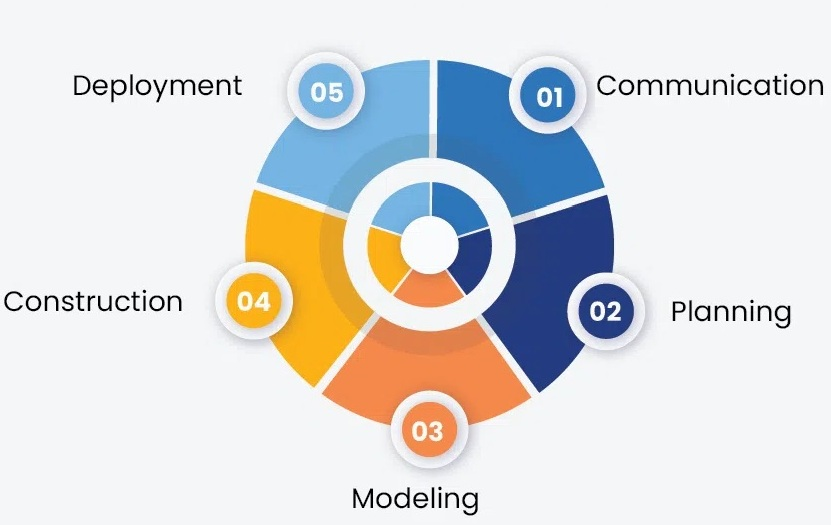 05
Deployment
01
Communication
04
Construction
02
Planning
03
Modeling